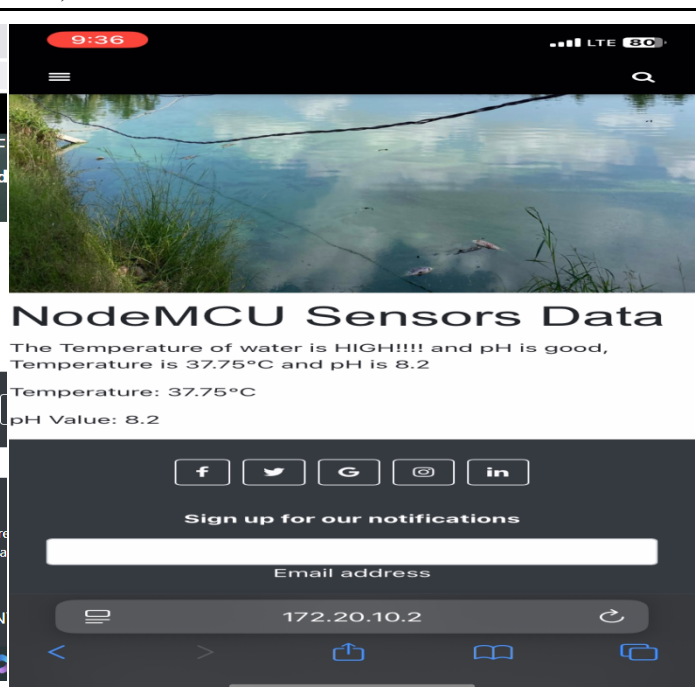 9:36
LTE 80
NodeMCU Sensors Data
The Temperature of water is HIGH!!!! and pH is good,
Temperature is 37.75°C and pH is 8.2
Temperature: 37.75°C
pH Value: 8.2
f G in
Sign up for our notifications
Email address
172.20.10.2